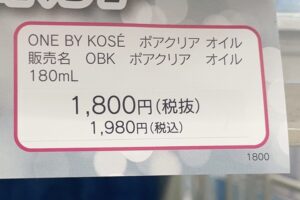 ONE BY KOSÉ ポアクリア オイル
販売名 OBK ポアクリア オイル
180mL
1,800円(税抜)
1,980円(税込)
1800